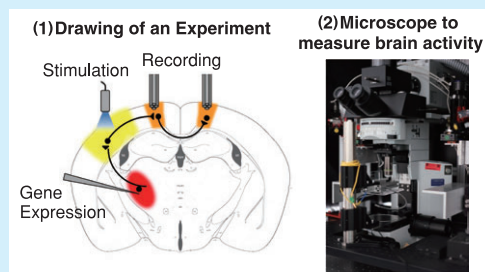 (1)Drawing of an Experiment
Stimulation
Recording
Gene
Expression
(2)Microscope to
measure brain activity